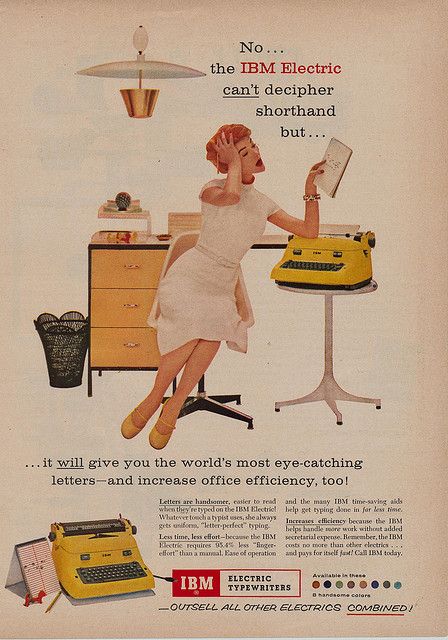 No...
the IBM Electric
can't decipher
shorthand
but...
...it will give you the world's most eye-catching
letters—and increase office efficiency, too!
Letters are handsomer, easier to read
when they're typed on the IBM Electric!
Whatever touch a typist uses, she always
gets uniform, "letter-perfect" typing.
Less time, less effort—because the IBM
Electric requires 95.4% less "finger-
effort" than a manual. Ease of operation
and the many IBM time-saving aids
help get typing done in far less time.
Increases efficiency because the IBM
helps handle more work without added
secretarial expense. Remember, the IBM
costs no more than other electrics...
and pays for itself fast! Call IBM today.
IBM
ELECTRIC
TYPEWRITERS
Available in these
8 handsome colors
—OUTSELL ALL OTHER ELECTRICS COMBINED!